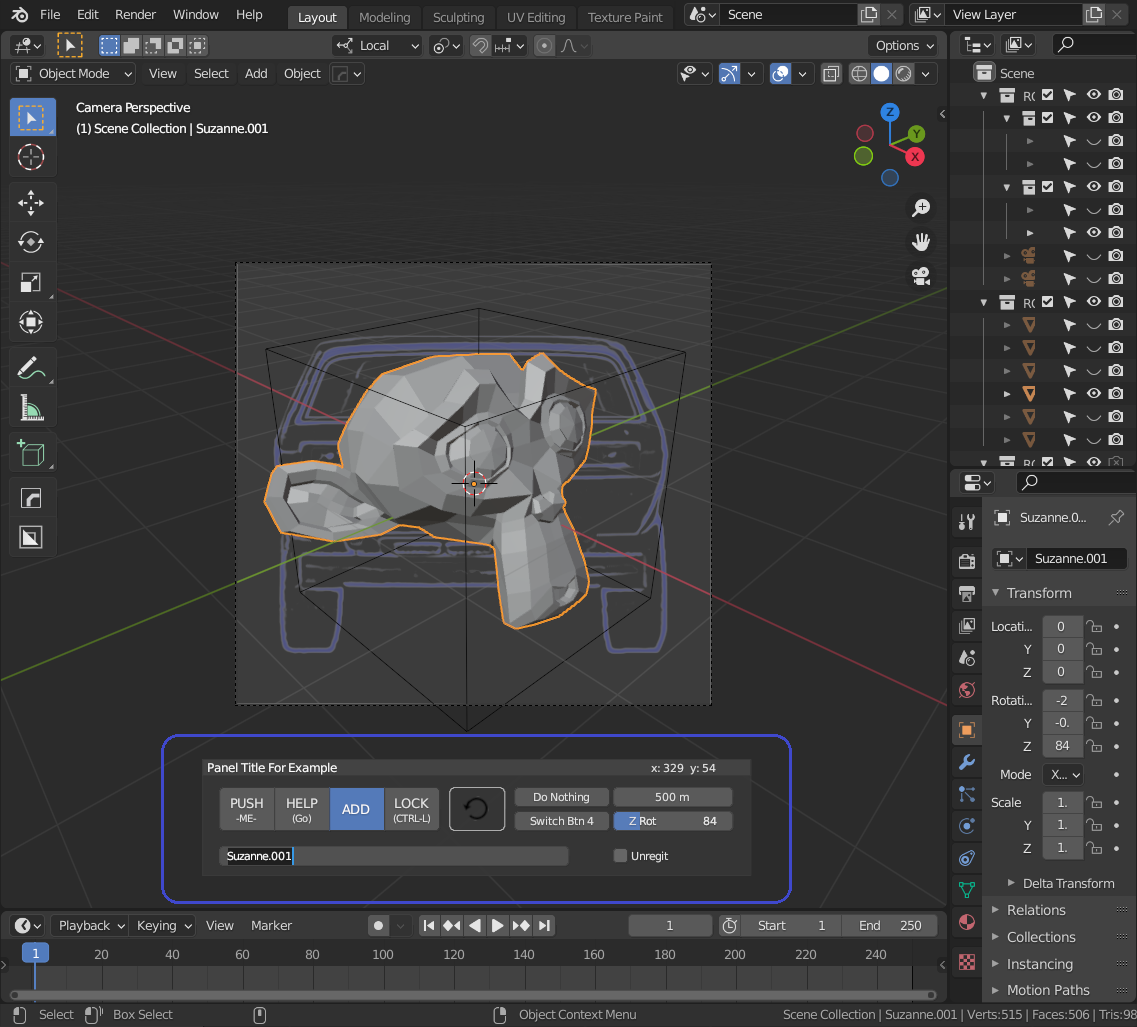 File Edit Render Window Help Layout Modeling Sculpting UV Editing Texture Paint Scene View Layer
Local Options
Object Mode View Select Add Object
Camera Perspective
(1) Scene Collection | Suzanne.001
Z
Y
X
Scene
Suzanne.0...
Suzanne.001
Transform
Locati... 0
Y 0
Z 0
Rotati... -2
Y -0.
Z 84
Mode X...
Scale 1.
Y 1.
Z 1.
Delta Transform
Relations
Collections
Instancing
Motion Paths
Panel Title For Example x: 329 y: 54
PUSH HELP ADD LOCK
-ME- (Go) (CTRL-L)
Do Nothing 500 m
Switch Btn 4 Z Rot 84
Suzanne.001 Unregit
Playback Keying View Marker 1 Start 1 End 250
1 20 40 60 80 100 120 140 160 180 200 220 240
Select Box Select Object Context Menu Scene Collection | Suzanne.001 | Verts:515 | Faces:506 | Tris:98